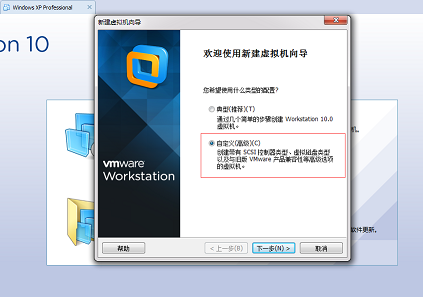 Windows XP Professional
on 10
新建虚拟机向导
欢迎使用新建虚拟机向导
您希望使用什么类型的配置?
典型(推荐)(T)
通过几个简单的步骤创建 Workstation 10.0
虚拟机。
自定义(高级)(C)
创建带有 SCSI 控制器类型、虚拟磁盘类型
以及与旧版 VMware 产品兼容性等高级选项
的虚拟机。
vmware
Workstation
机。
软件更新。
帮助
< 上一步(B)
下一步(N) >
取消